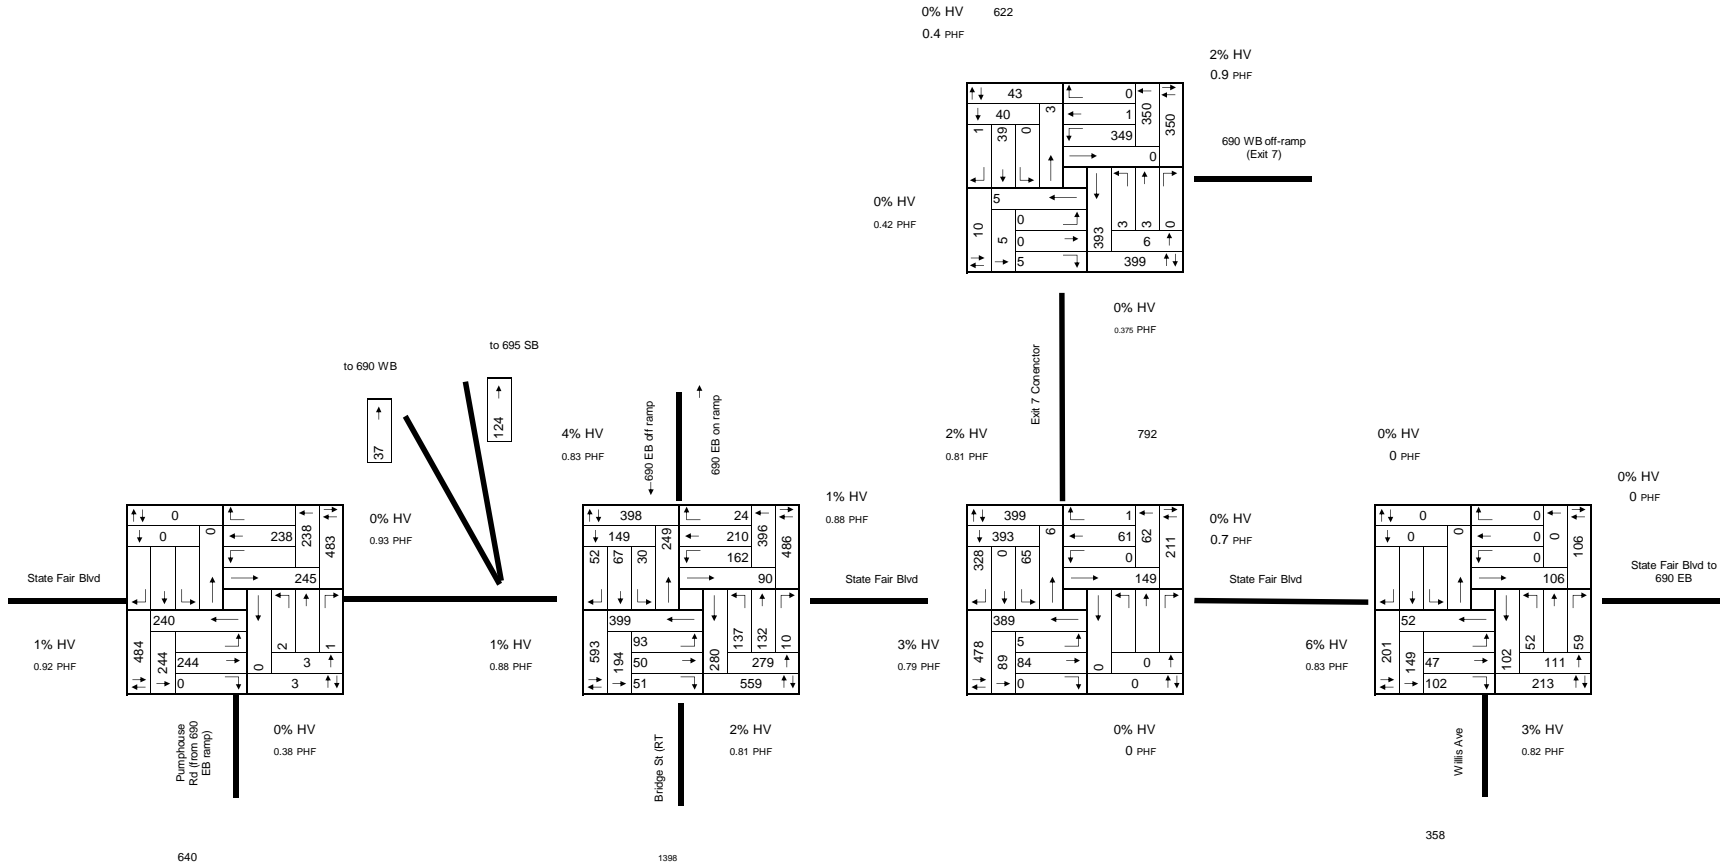 0% HV 622
0.4 PHF
2% HV
0.9 PHF
43 0
40 1 350 350
1 39 0 3 349
0
690 WB off-ramp
(Exit 7)
0% HV
0.42 PHF
5
10 5 0
0 393 3 3 0
6
5 399
0% HV
0.375 PHF
Exit 7 Conenctor
792
to 690 WB
37
to 695 SB
124
4% HV
0.83 PHF
690 EB off ramp
690 EB on ramp
2% HV
0.81 PHF
0% HV
0 PHF
0% HV
0 PHF
1% HV
0.88 PHF
0% HV
0.93 PHF
0% HV
0.7 PHF
0
0 0 238 238 483
245
240
484 244 244
0 0 2 1
3
3
State Fair Blvd
1% HV
0.92 PHF
Pumphouse
Rd (from 690
EB ramp)
0% HV
0.38 PHF
640
1% HV
0.88 PHF
398 24
149 210 396 486
52 67 30 249 162
90
399
593 194 93
50 280 137 132 10
279
51 559
State Fair Blvd
3% HV
0.79 PHF
Bridge St (RT
2% HV
0.81 PHF
1398
399 1
393 61 62 211
328 0 65 6 0
149
389
478 89 5
84 0
0
0 0
State Fair Blvd
0% HV
0 PHF
6% HV
0.83 PHF
0 0
0 0 0 106
0 0
106
52
201 149 47
102 102 52 59
111
213
State Fair Blvd to
690 EB
Willis Ave
3% HV
0.82 PHF
358